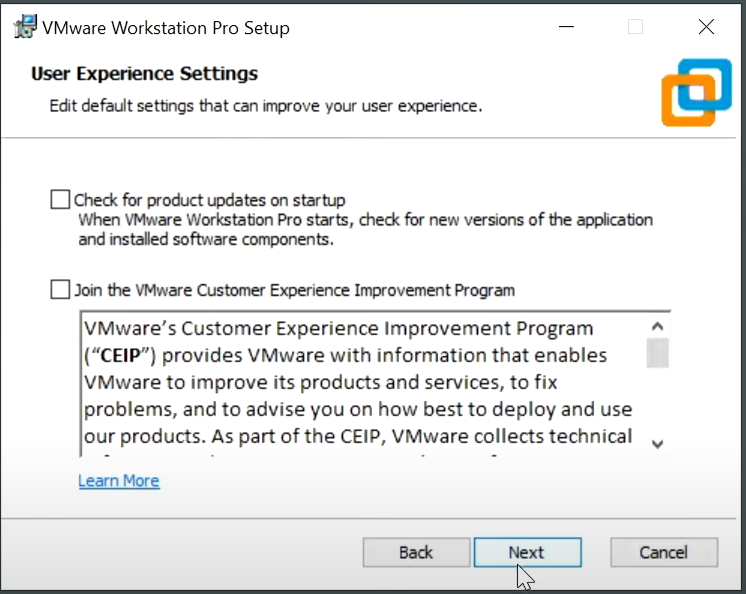 VMware Workstation Pro Setup
User Experience Settings
Edit default settings that can improve your user experience.
Check for product updates on startup
When VMware Workstation Pro starts, check for new versions of the application
and installed software components.
Join the VMware Customer Experience Improvement Program
VMware's Customer Experience Improvement Program
("CEIP") provides VMware with information that enables
VMware to improve its products and services, to fix
problems, and to advise you on how best to deploy and use
our products. As part of the CEIP, VMware collects technical
Learn More
Back
Next
Cancel